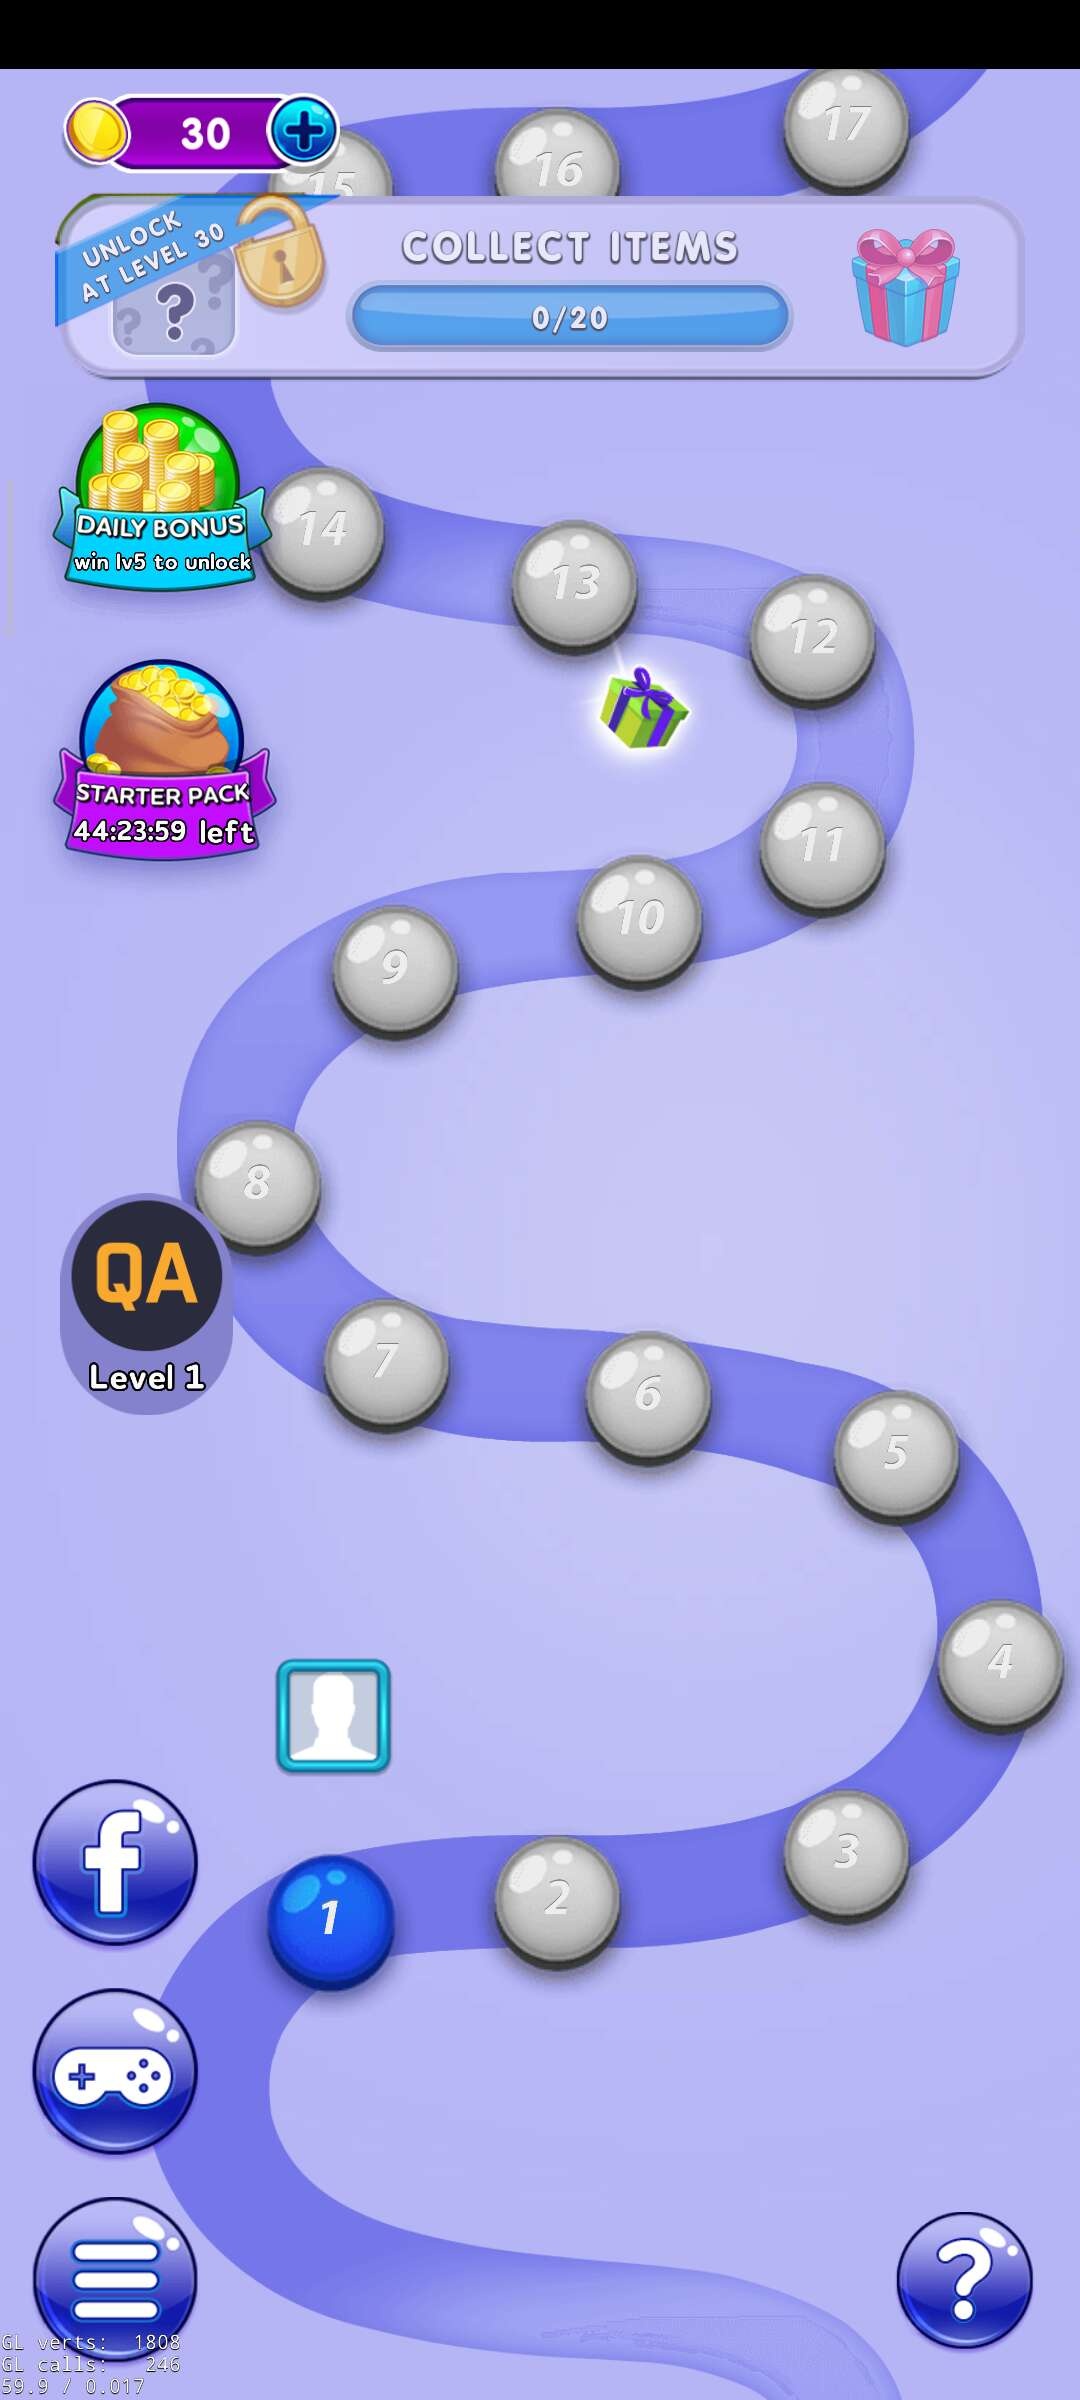 30
17
16
15
UNLOCK
AT LEVEL 30
COLLECT ITEMS
0/20
DAILY BONUS
win lv5 to unlock
14
13
12
STARTER PACK
44:23:59 left
11
10
9
8
QA
Level 1
7
6
5
4
3
2
1
GL verts: 1808
GL calls: 246
59.9 / 0.017